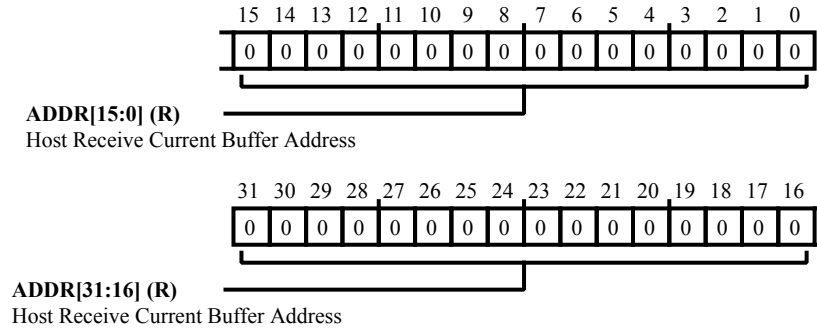 15 14 13 12 11 10 9 8 7 6 5 4 3 2 1 0
0 0 0 0 0 0 0 0 0 0 0 0 0 0 0 0
ADDR[15:0] (R)
Host Receive Current Buffer Address
31 30 29 28 27 26 25 24 23 22 21 20 19 18 17 16
0 0 0 0 0 0 0 0 0 0 0 0 0 0 0 0
ADDR[31:16] (R)
Host Receive Current Buffer Address